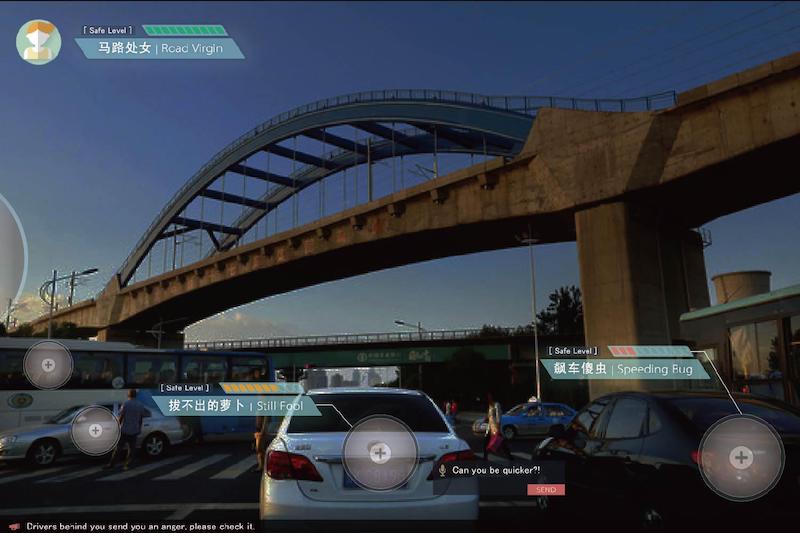 [ Safe Level ]
马路处女 | Road Virgin
[ Safe Level ]
飙车傻虫 | Speeding Bug
[ Safe Level ]
拔不出的萝卜 | Still Fool
Can you be quicker?!
SEND
Drivers behind you send you an anger, please check it.